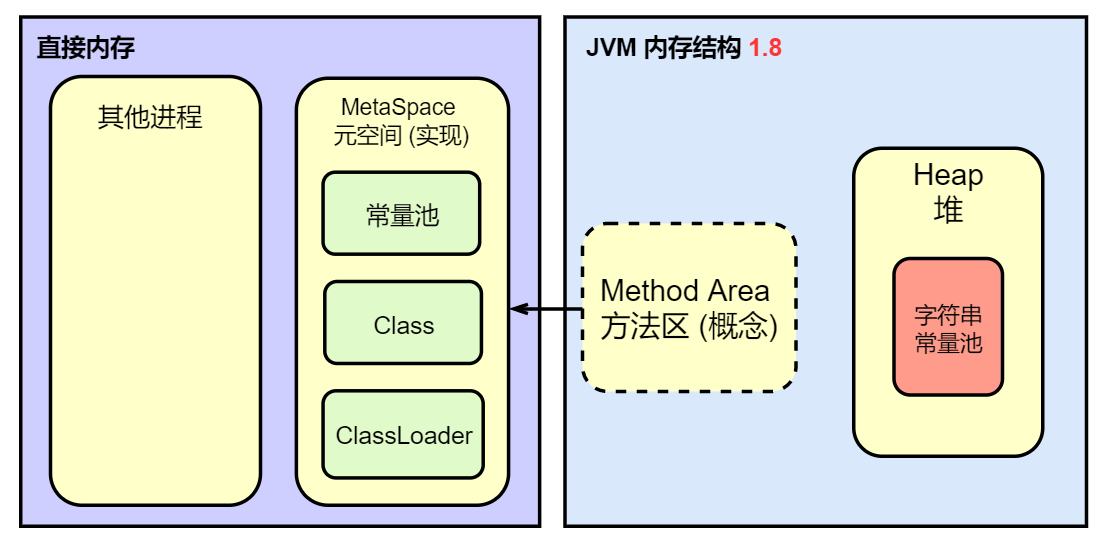 直接内存
其他进程
MetaSpace
元空间 (实现)
常量池
Class
ClassLoader
JVM 内存结构 1.8
Method Area
方法区 (概念)
Heap
堆
字符串
常量池